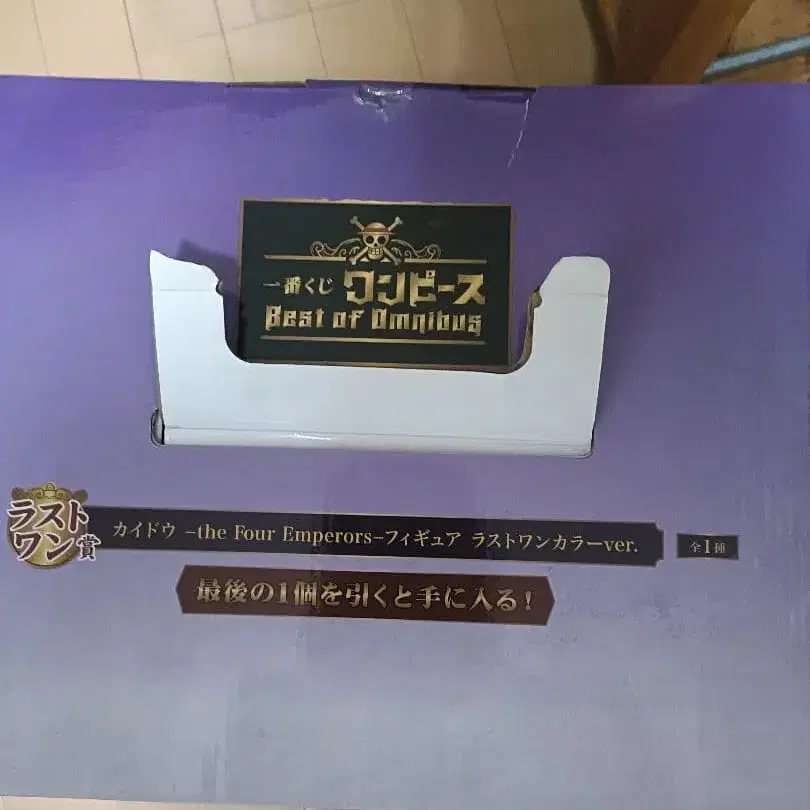 一番くじ ワンピース
Best of Omnibus
ラストワン賞
カイドウ −the Four Emperors−フィギュア ラストワンカラーver.
全1種
最後の1個を引くと手に入る!